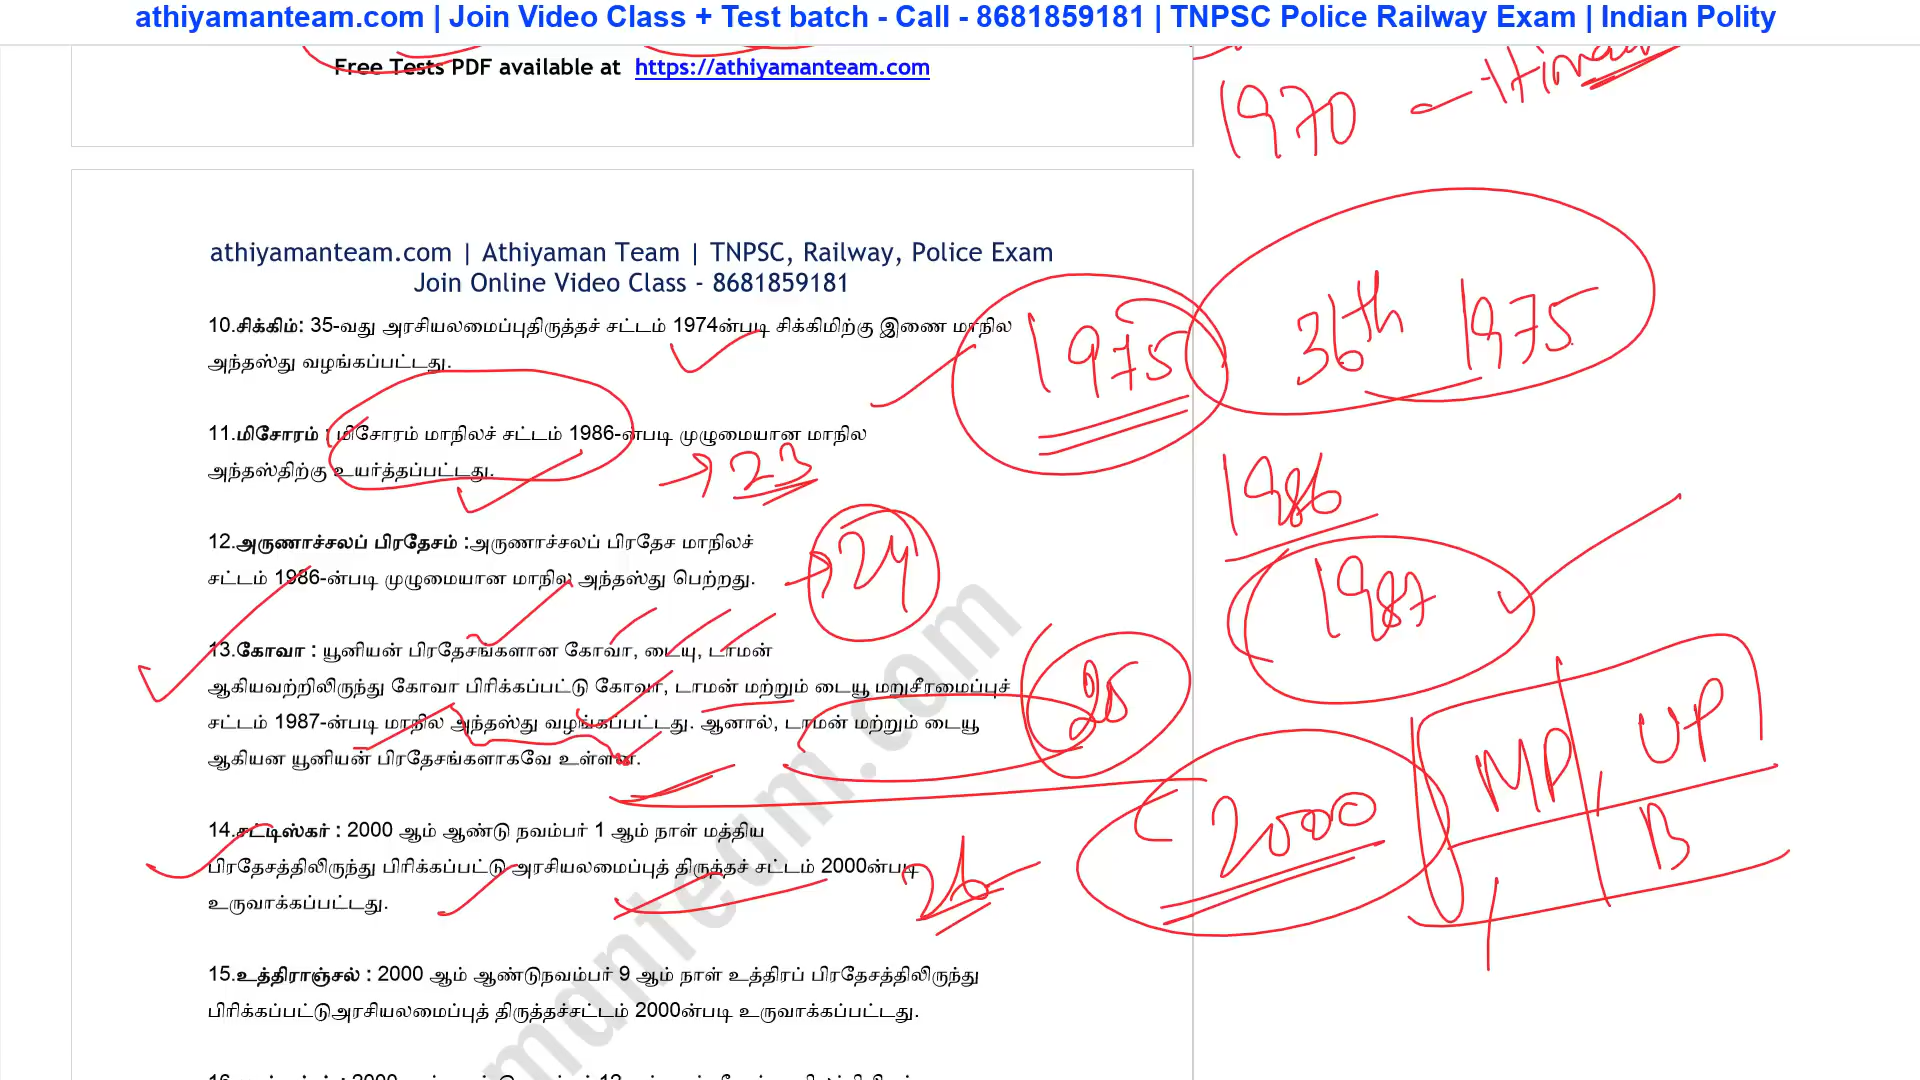 athiyamanteam.com | Join Video Class + Test batch - Call - 8681859181 | TNPSC Police Railway Exam | Indian Polity
Free Tests PDF available at https://athiyamanteam.com
1970
athiyamanteam.com | Athiyaman Team | TNPSC, Railway, Police Exam
Join Online Video Class - 8681859181
10.சிக்கிம்: 35-வது அரசியலமைப்புதிருத்தச் சட்டம் 1974ன்படி சிக்கிமிற்கு இணை மாநில
அந்தஸ்து வழங்கப்பட்டது.
1975
36th 1975
11.மிசோரம் : மிசோரம் மாநிலச் சட்டம் 1986-ன்படி முழுமையான மாநில
அந்தஸ்திற்கு உயர்த்தப்பட்டது.
23
1986
12.அருணாச்சலப் பிரதேசம் :அருணாச்சலப் பிரதேச மாநிலச்
சட்டம் 1986-ன்படி முழுமையான மாநில அந்தஸ்து பெற்றது.
24
1987
13.கோவா : யூனியன் பிரதேசங்களான கோவா, டையு, டாமன்
ஆகியவற்றிலிருந்து கோவா பிரிக்கப்பட்டு கோவா, டாமன் மற்றும் டையூ மறுசீரமைப்புச்
சட்டம் 1987-ன்படி மாநில அந்தஸ்து வழங்கப்பட்டது. ஆனால், டாமன் மற்றும் டையூ
ஆகியன யூனியன் பிரதேசங்களாகவே உள்ளன.
25
MP, UP
B
14.சட்டிஸ்கர் : 2000 ஆம் ஆண்டு நவம்பர் 1 ஆம் நாள் மத்திய
பிரதேசத்திலிருந்து பிரிக்கப்பட்டு அரசியலமைப்புத் திருத்தச் சட்டம் 2000ன்படி
உருவாக்கப்பட்டது.
26
2000
15.உத்திராஞ்சல் : 2000 ஆம் ஆண்டுநவம்பர் 9 ஆம் நாள் உத்திரப் பிரதேசத்திலிருந்து
பிரிக்கப்பட்டுஅரசியலமைப்புத் திருத்தச்சட்டம் 2000ன்படி உருவாக்கப்பட்டது.
manteam.com